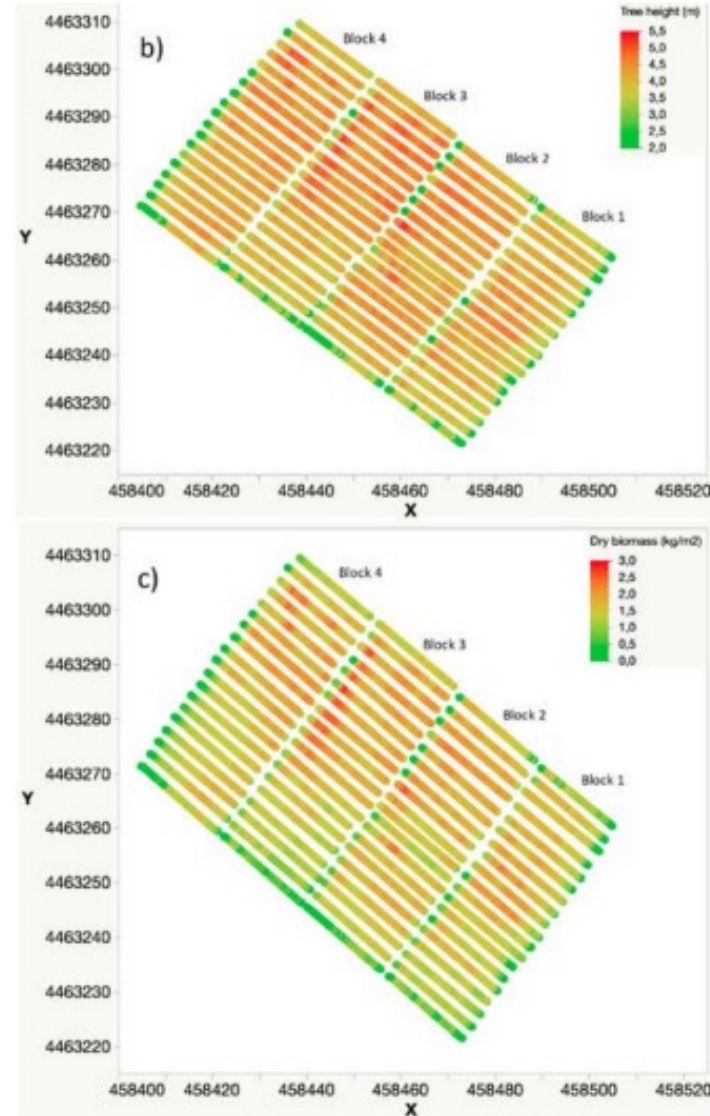 Tree height (m)
5,5
5,0
4,5
4,0
3,5
3,0
2,5
2,0
b)
Block 4
Block 3
Block 2
Block 1
4463310
4463300
4463290
4463280
4463270
4463260
4463250
4463240
4463230
4463220
Y
458400 458420 458440 458460 458480 458500 458520
X
Dry biomass (kg/m2)
3,0
2,5
2,0
1,5
1,0
0,5
0,0
c)
Block 4
Block 3
Block 2
Block 1
4463310
4463300
4463290
4463280
4463270
4463260
4463250
4463240
4463230
4463220
Y
458400 458420 458440 458460 458480 458500 458520
X